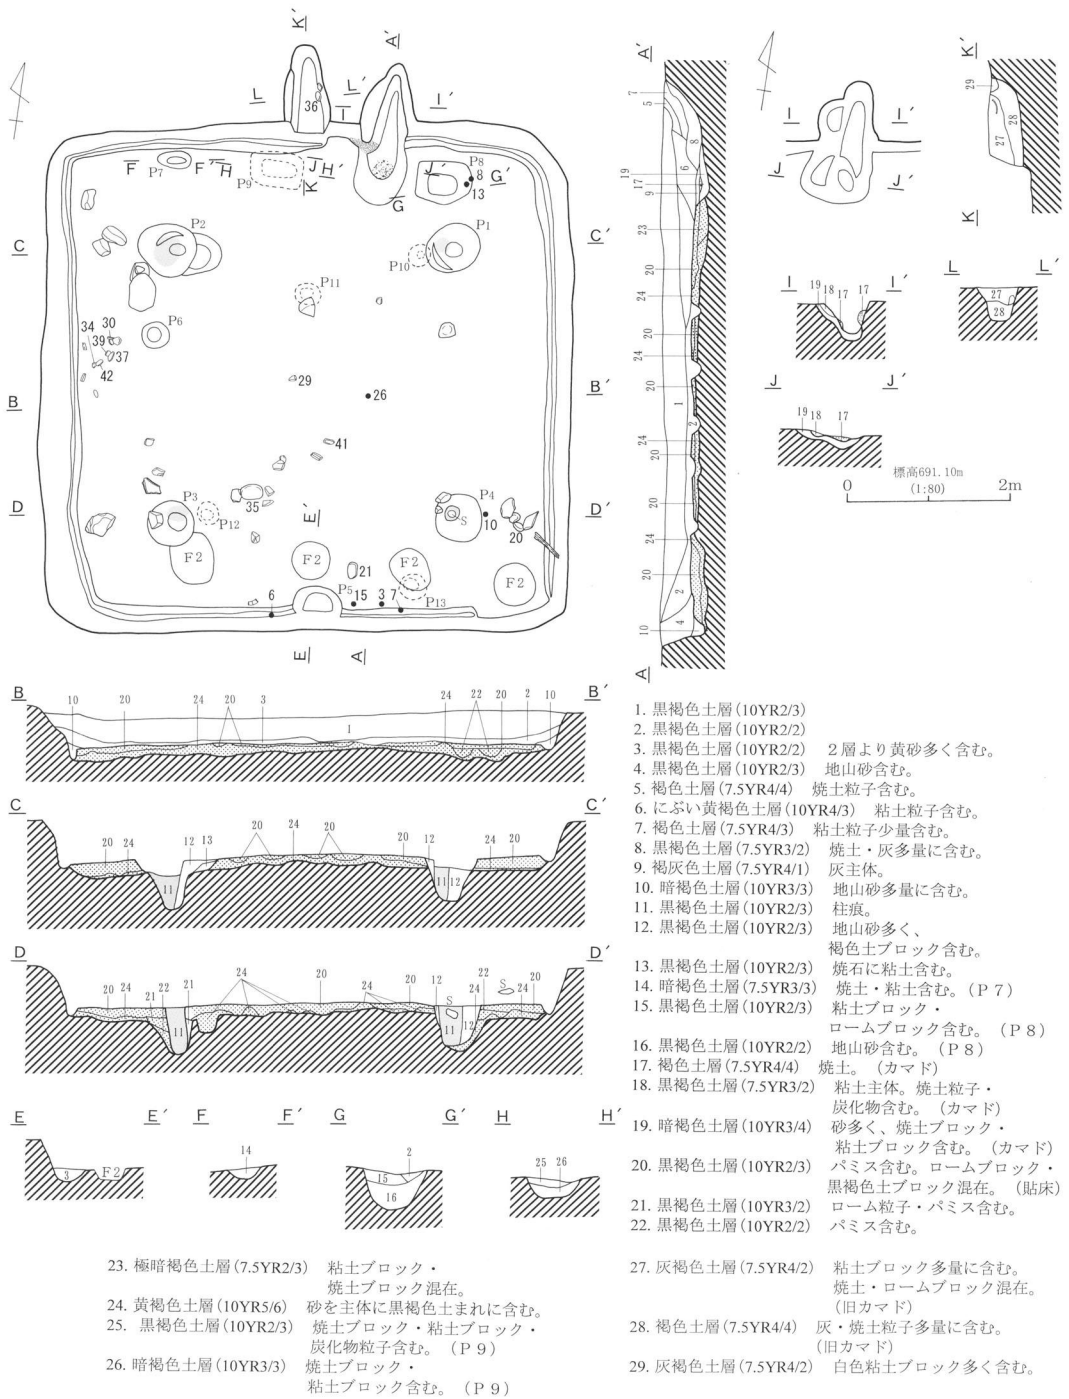 K′
A′
L
L′
I
I′
36
F
P7
F′
H
P9
J
H′
K
J′
P8
8
G′
13
G
C
P2
P1
C′
P10
P11
34
30
P6
39
37
42
29
B
26
B′
41
D
P3
P12
35
E′
P4
S
10
20
D′
F2
F2
21
F2
F2
6
P5
15
3
7
P13
E
A
A′
7
5
8
6
19
17
9
23
20
24
20
24
20
1
2
24
20
20
24
20
2
4
10
A
I
I′
J
J′
K′
29
28
27
K
I
19 18 17 17
I′
L
L′
27
28
J
J′
19 18 17
標高691.10m
0 (1:80) 2m
B
10 20 24 20 3 1 24 22 20 2 10
B′
C
20 24 12 13 20 24 20 20 12 24 20
11 11 12
C′
D
20 24 21 22 21 24 20 24 20 12 22 S 24 20
24
11 S 11 12
D′
E
E′
3
F2
F
F′
14
G
G′
2
15
16
H
H′
25 26
1. 黒褐色土層(10YR2/3)
2. 黒褐色土層(10YR2/2)
3. 黒褐色土層(10YR2/2) 2層より黄砂多く含む。
4. 黒褐色土層(10YR2/3) 地山砂含む。
5. 褐色土層(7.5YR4/4) 焼土粒子含む。
6. にぶい黄褐色土層(10YR4/3) 粘土粒子含む。
7. 褐色土層(7.5YR4/3) 粘土粒子少量含む。
8. 黒褐色土層(7.5YR3/2) 焼土・灰多量に含む。
9. 褐灰色土層(7.5YR4/1) 灰主体。
10. 暗褐色土層(10YR3/3) 地山砂多量に含む。
11. 黒褐色土層(10YR2/3) 柱痕。
12. 黒褐色土層(10YR2/3) 地山砂多く、
褐色土ブロック含む。
13. 黒褐色土層(10YR2/3) 焼石に粘土含む。
14. 暗褐色土層(7.5YR3/3) 焼土・粘土含む。(P7)
15. 黒褐色土層(10YR2/3) 粘土ブロック・
ロームブロック含む。(P8)
16. 黒褐色土層(10YR2/2) 地山砂含む。(P8)
17. 褐色土層(7.5YR4/4) 焼土。(カマド)
18. 黒褐色土層(7.5YR3/2) 粘土主体。焼土粒子・
炭化物含む。(カマド)
19. 暗褐色土層(10YR3/4) 砂多く、焼土ブロック・
粘土ブロック含む。(カマド)
20. 黒褐色土層(10YR2/3) パミス含む。ロームブロック・
黒褐色土ブロック混在。(貼床)
21. 黒褐色土層(10YR3/2) ローム粒子・パミス含む。
22. 黒褐色土層(10YR2/2) パミス含む。
23. 極暗褐色土層(7.5YR2/3) 粘土ブロック・
焼土ブロック混在。
24. 黄褐色土層(10YR5/6) 砂を主体に黒褐色土まれに含む。
25. 黒褐色土層(10YR2/3) 焼土ブロック・粘土ブロック・
炭化物粒子含む。(P9)
26. 暗褐色土層(10YR3/3) 焼土ブロック・
粘土ブロック含む。(P9)
27. 灰褐色土層(7.5YR4/2) 粘土ブロック多量に含む。
焼土・ロームブロック混在。
(旧カマド)
28. 褐色土層(7.5YR4/4) 灰・焼土粒子多量に含む。
(旧カマド)
29. 灰褐色土層(7.5YR4/2) 白色粘土ブロック多く含む。